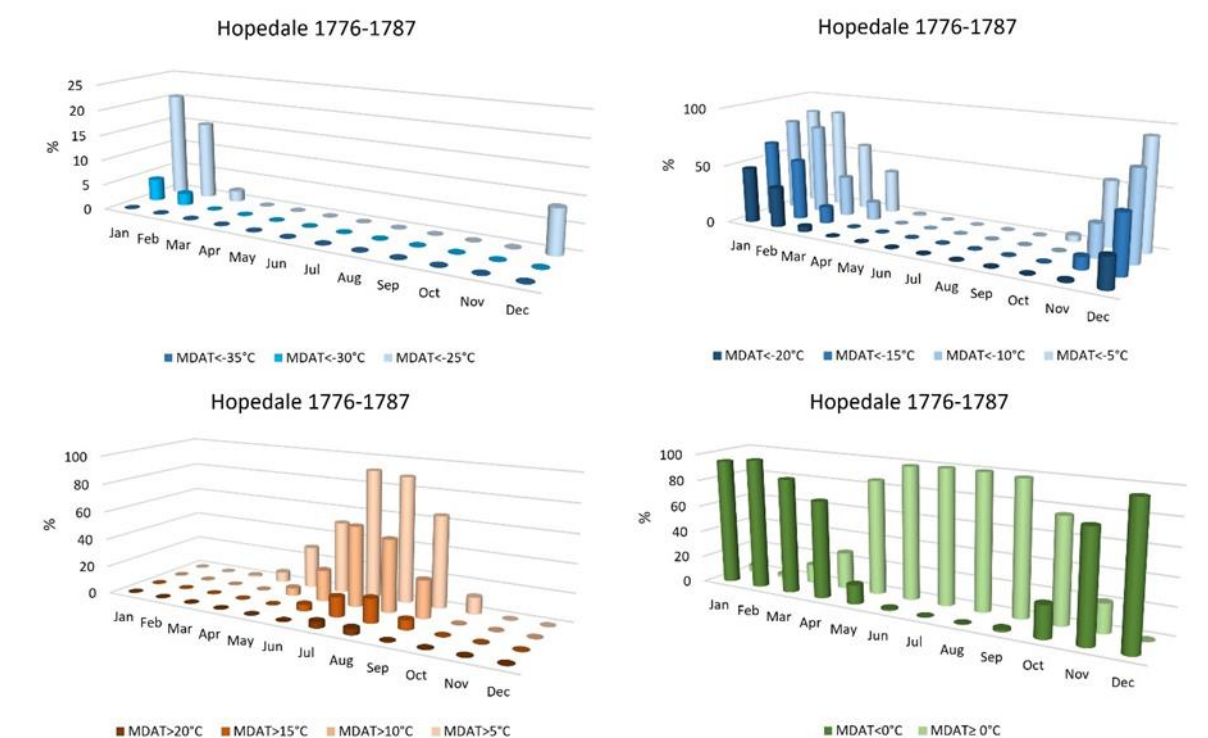 Hopedale 1776-1787
25
20
15
10
5
0
%
Jan Feb Mar Apr May Jun Jul Aug Sep Oct Nov Dec
MDAT<-35°C MDAT<-30°C MDAT<-25°C
Hopedale 1776-1787
100
50
0
%
Jan Feb Mar Apr May Jun Jul Aug Sep Oct Nov Dec
MDAT<-20°C MDAT<-15°C MDAT<-10°C MDAT<-5°C
Hopedale 1776-1787
100
80
60
40
20
0
%
Jan Feb Mar Apr May Jun Jul Aug Sep Oct Nov Dec
MDAT>20°C MDAT>15°C MDAT>10°C MDAT>5°C
Hopedale 1776-1787
100
80
60
40
20
0
%
Jan Feb Mar Apr May Jun Jul Aug Sep Oct Nov Dec
MDAT<0°C MDAT≥ 0°C